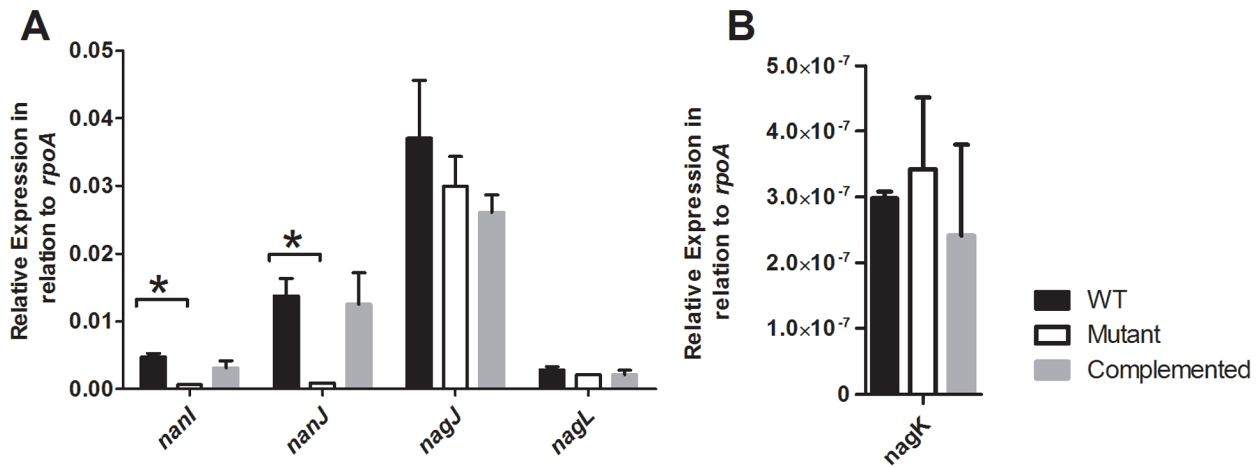 A
Relative Expression in
relation to rpoA
0.05
0.04
0.03
0.02
0.01
0.00
*
*
nanI
nanJ
nagJ
nagL
B
Relative Expression in
relation to rpoA
5.0×10⁻⁷
4.0×10⁻⁷
3.0×10⁻⁷
2.0×10⁻⁷
1.0×10⁻⁷
0
nagK
WT
Mutant
Complemented